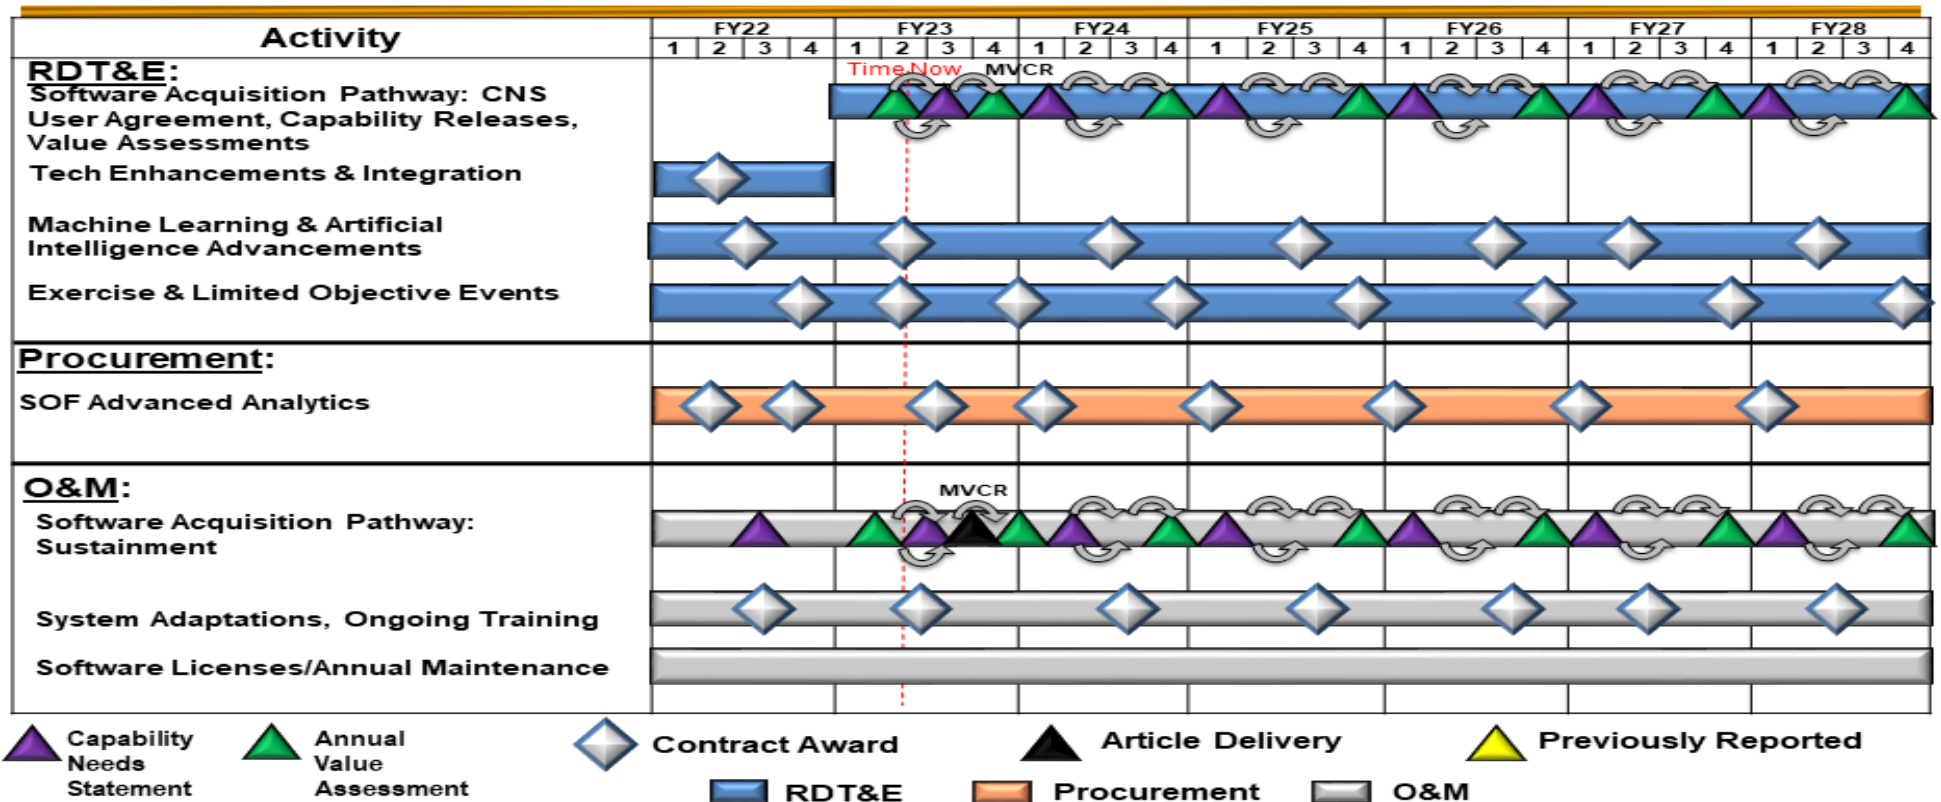 Activity
FY22 FY23 FY24 FY25 FY26 FY27 FY28
1 2 3 4 1 2 3 4 1 2 3 4 1 2 3 4 1 2 3 4 1 2 3 4 1 2 3 4
RDT&E:
Time Now MVCR
Software Acquisition Pathway: CNS
User Agreement, Capability Releases,
Value Assessments
Tech Enhancements & Integration
Machine Learning & Artificial
Intelligence Advancements
Exercise & Limited Objective Events
Procurement:
SOF Advanced Analytics
O&M:
MVCR
Software Acquisition Pathway:
Sustainment
System Adaptations, Ongoing Training
Software Licenses/Annual Maintenance
Capability
Needs
Statement
Annual
Value
Assessment
Contract Award
Article Delivery
Previously Reported
RDT&E
Procurement
O&M